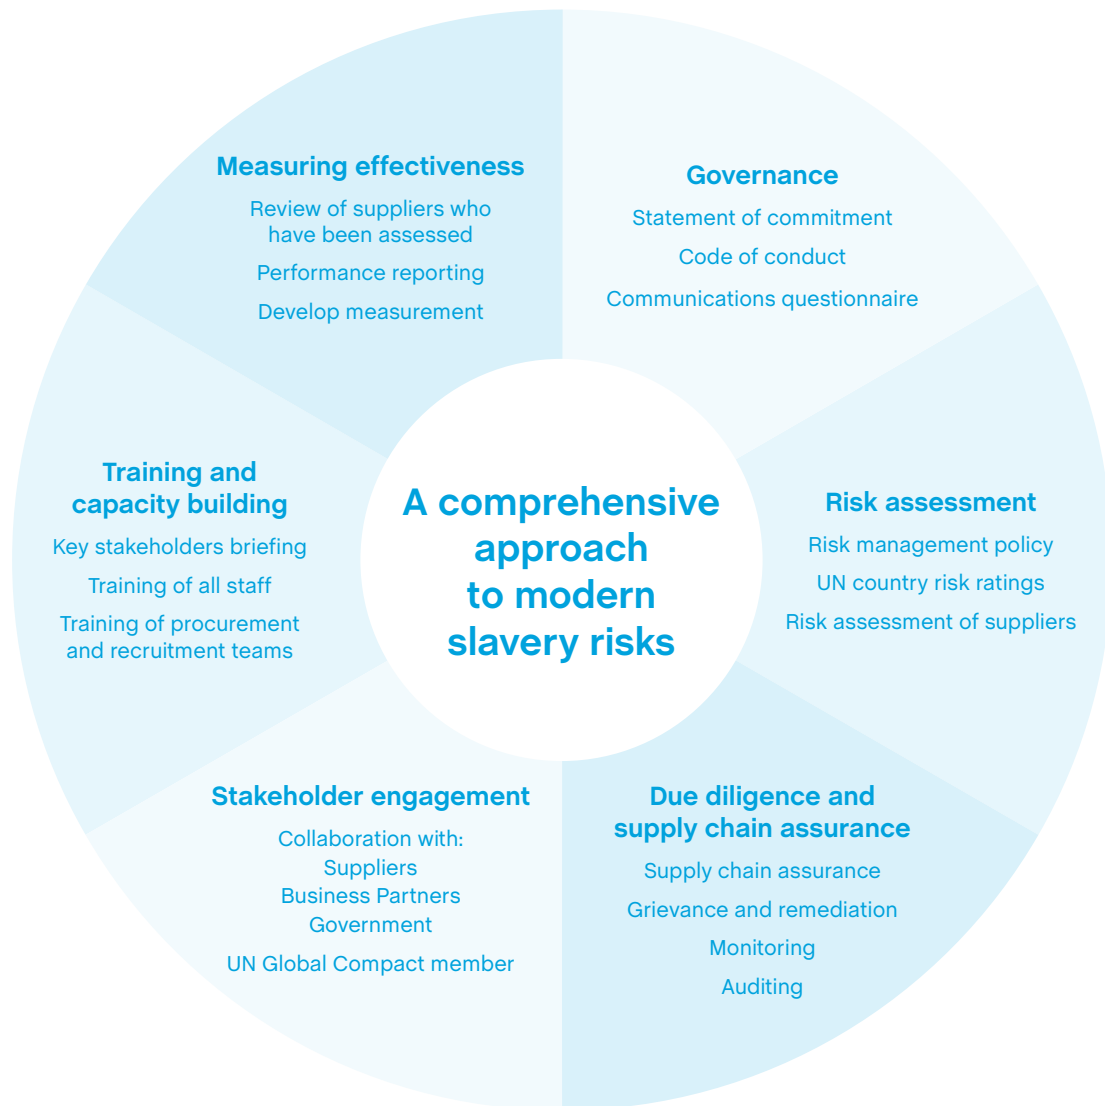 Measuring effectiveness
Review of suppliers who
have been assessed
Performance reporting
Develop measurement
Governance
Statement of commitment
Code of conduct
Communications questionnaire
Training and
capacity building
Key stakeholders briefing
Training of all staff
Training of procurement
and recruitment teams
A comprehensive
approach
to modern
slavery risks
Risk assessment
Risk management policy
UN country risk ratings
Risk assessment of suppliers
Stakeholder engagement
Collaboration with:
Suppliers
Business Partners
Government
UN Global Compact member
Due diligence and
supply chain assurance
Supply chain assurance
Grievance and remediation
Monitoring
Auditing